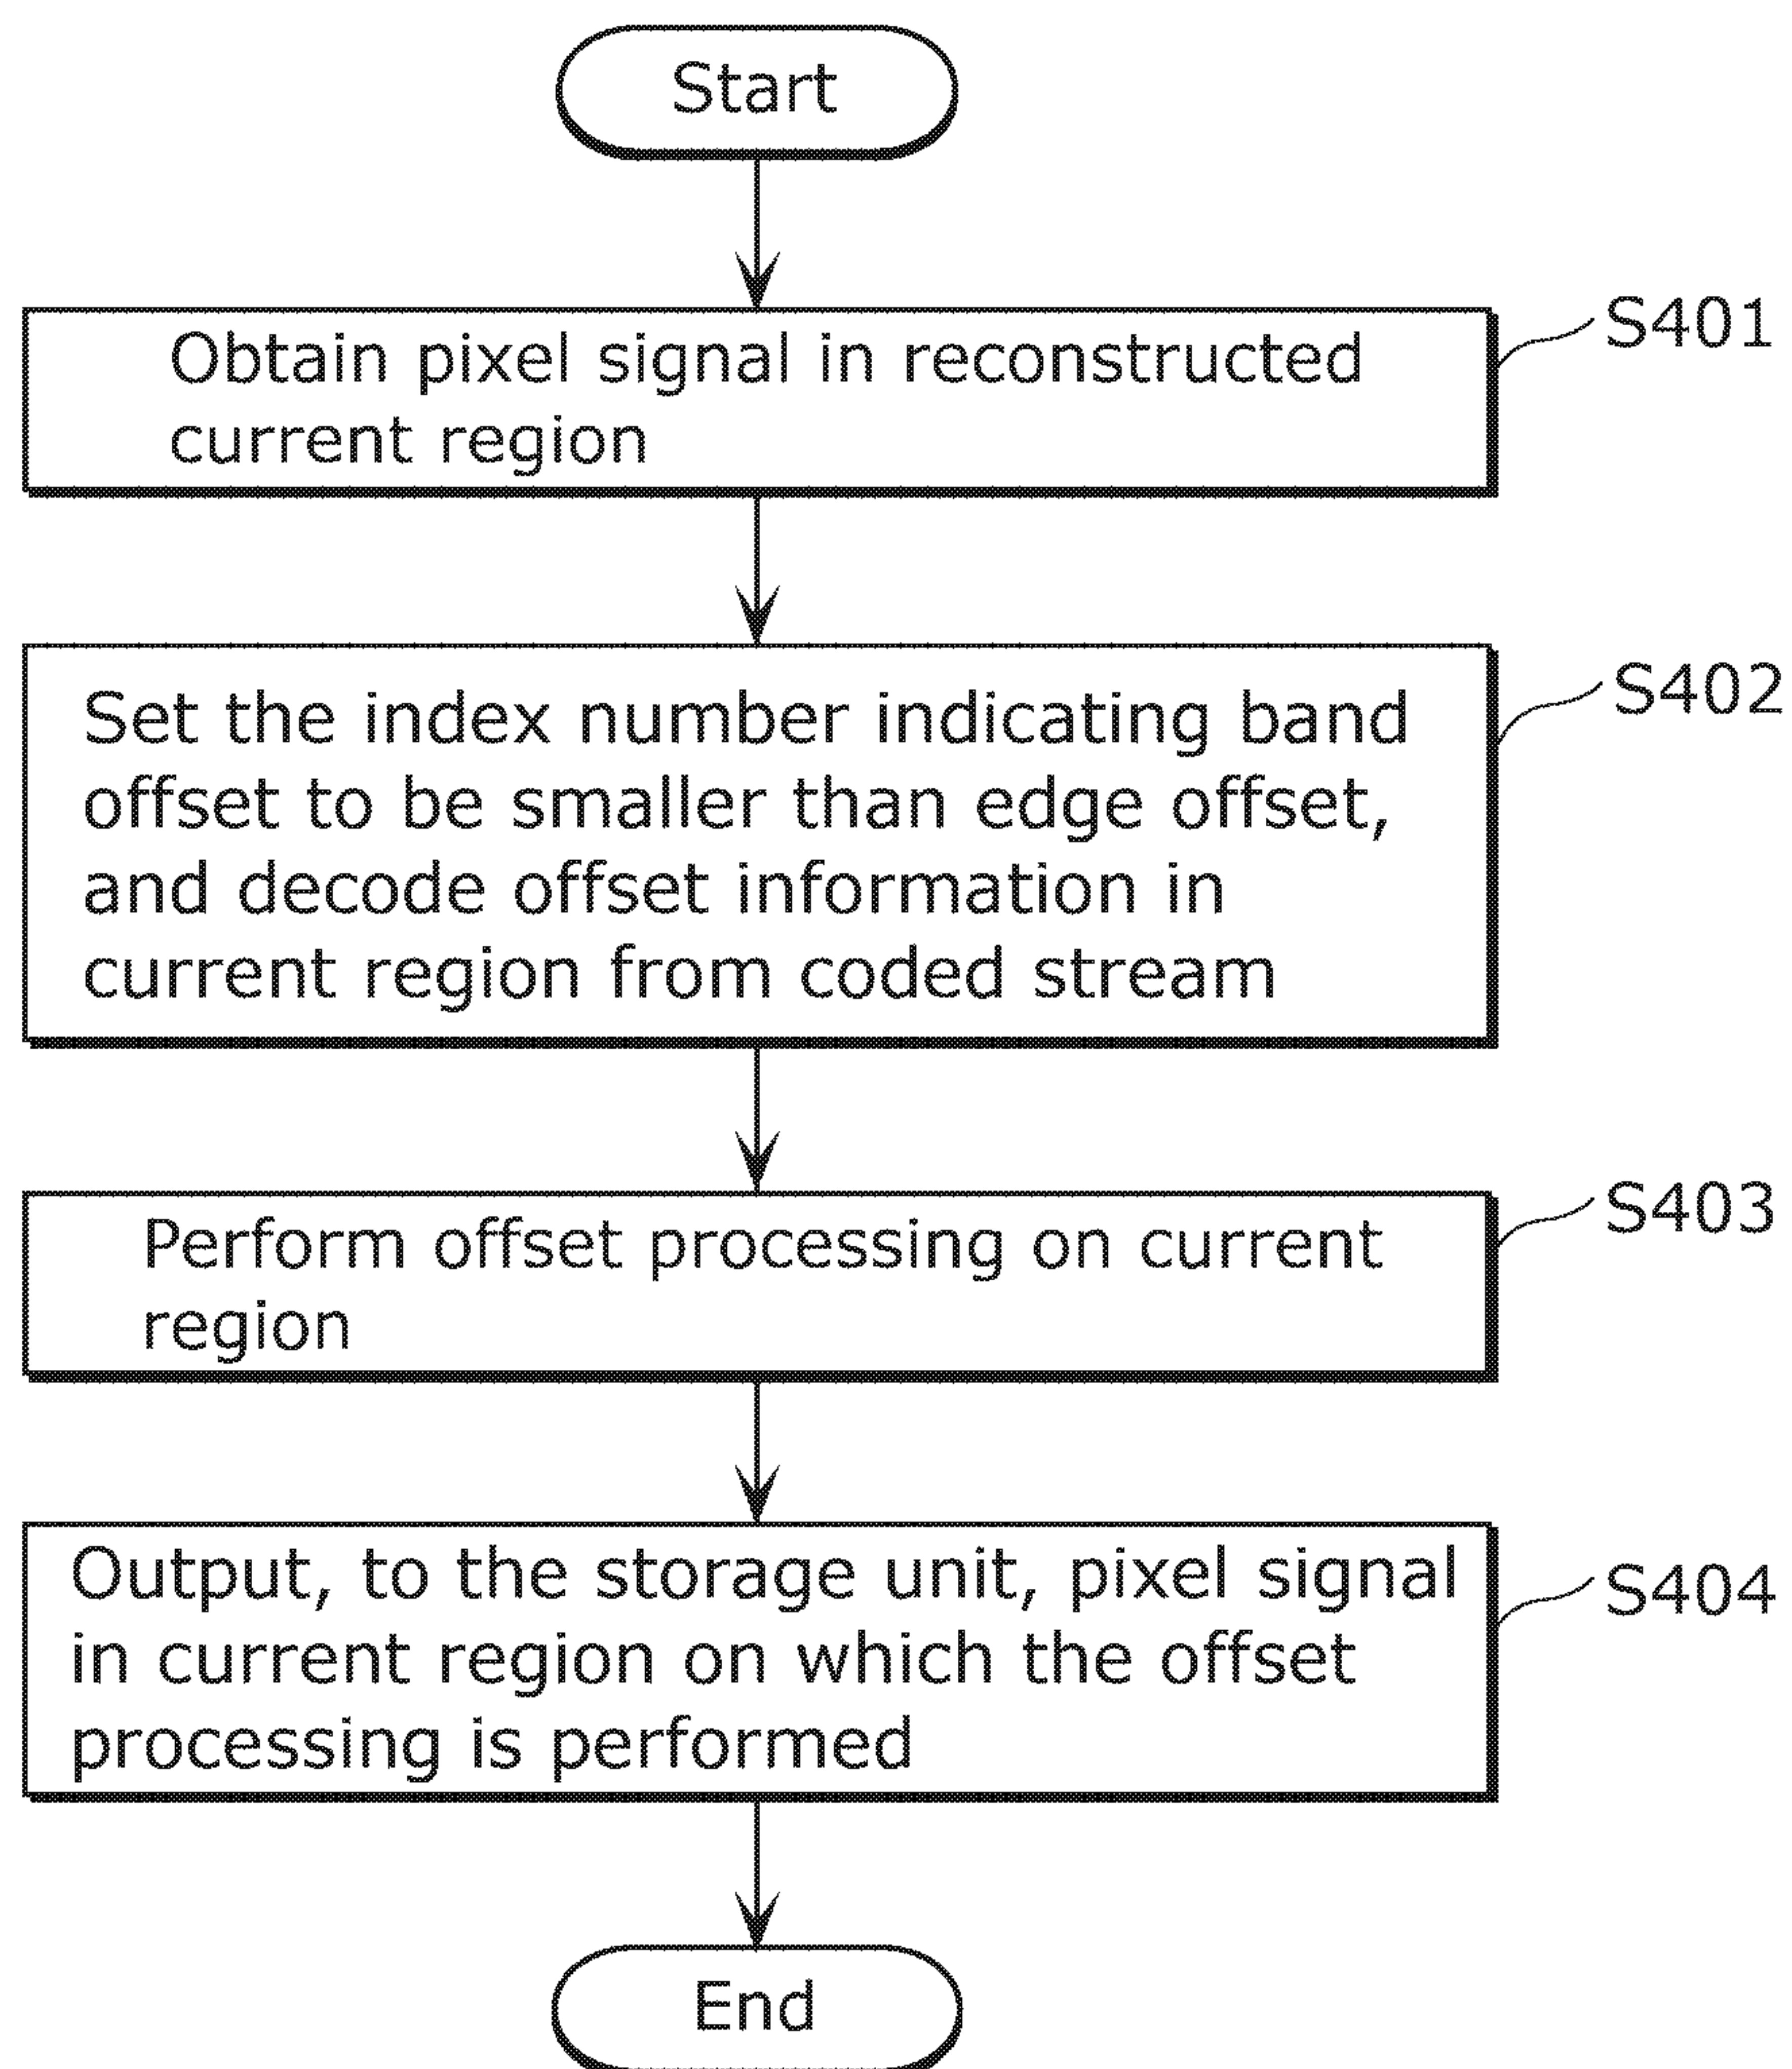 Start
Obtain pixel signal in reconstructed
current region
S401
Set the index number indicating band
offset to be smaller than edge offset,
and decode offset information in
current region from coded stream
S402
Perform offset processing on current
region
S403
Output, to the storage unit, pixel signal
in current region on which the offset
processing is performed
S404
End